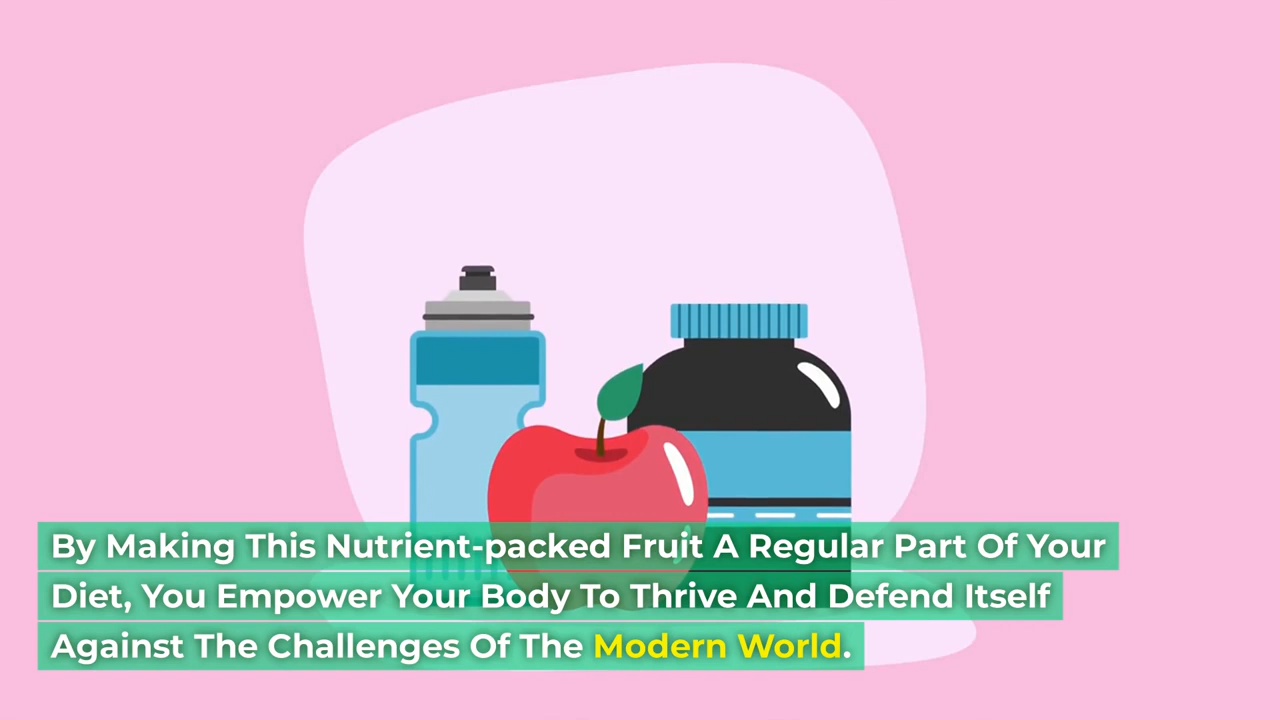 By Making This Nutrient-packed Fruit A Regular Part Of Your
Diet, You Empower Your Body To Thrive And Defend Itself
Against The Challenges Of The Modern World.